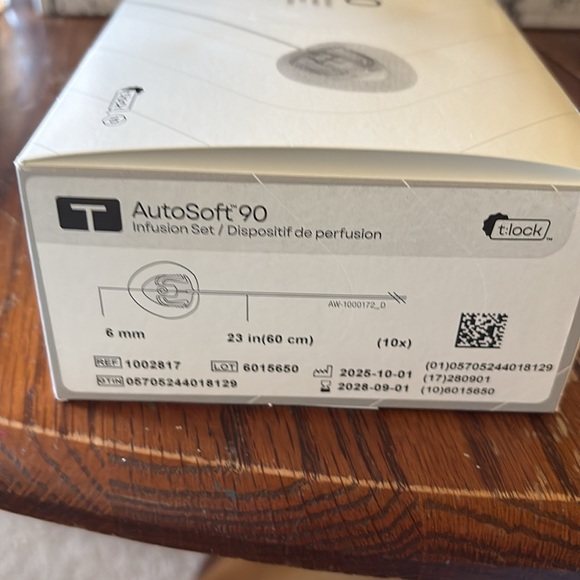 t:lock
T
AutoSoft™90
Infusion Set / Dispositif de perfusion
t:lock™
AW-1000172_D
6 mm
23 in(60 cm)
(10x)
REF 1002817
LOT 6015650
2025-10-01
2028-09-01
GTIN 05705244018129
(01)05705244018129
(17)280901
(10)6015650